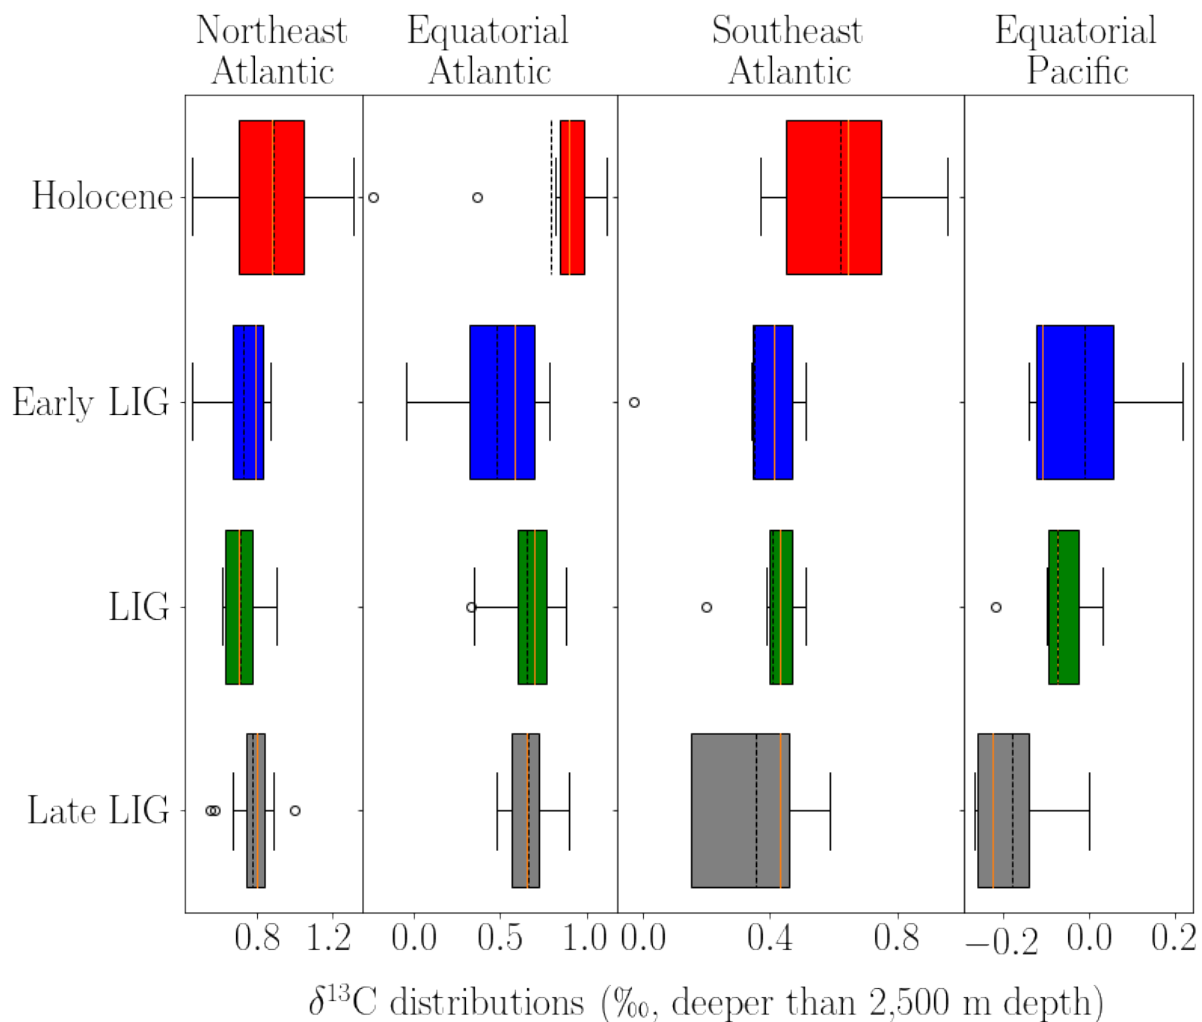 Northeast
Atlantic
Equatorial
Atlantic
Southeast
Atlantic
Equatorial
Pacific
Holocene
Early LIG
LIG
Late LIG
0.8 1.2 0.0 0.5 1.0 0.0 0.4 0.8 −0.2 0.0 0.2
δ¹³C distributions (‰, deeper than 2,500 m depth)